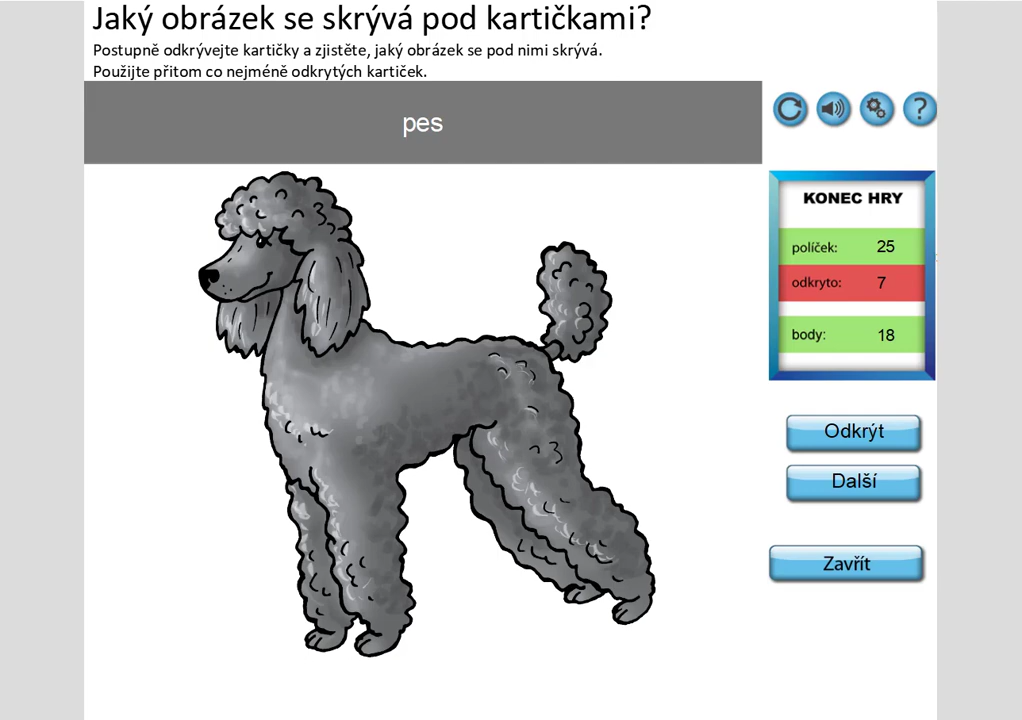 Jaký obrázek se skrývá pod kartičkami?
Postupně odkrývejte kartičky a zjistěte, jaký obrázek se pod nimi skrývá.
Použijte přitom co nejméně odkrytých kartiček.
pes
?
KONEC HRY
políček: 25
odkryto: 7
body: 18
Odkrýt
Další
Zavřít